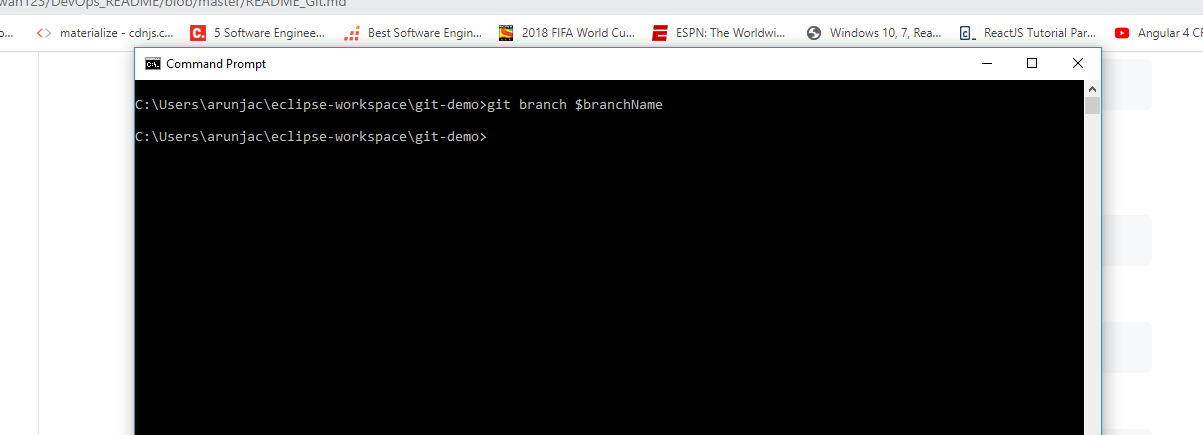 wan123/DevOps_README/blob/master/README_Git.md
o... materialize - cdnjs.c... 5 Software Enginee... Best Software Engin... 2018 FIFA World Cu... ESPN: The Worldwi... Windows 10, 7, Rea... ReactJS Tutorial Par... Angular 4 CR
Command Prompt
C:\Users\arunjac\eclipse-workspace\git-demo>git branch $branchName
C:\Users\arunjac\eclipse-workspace\git-demo>